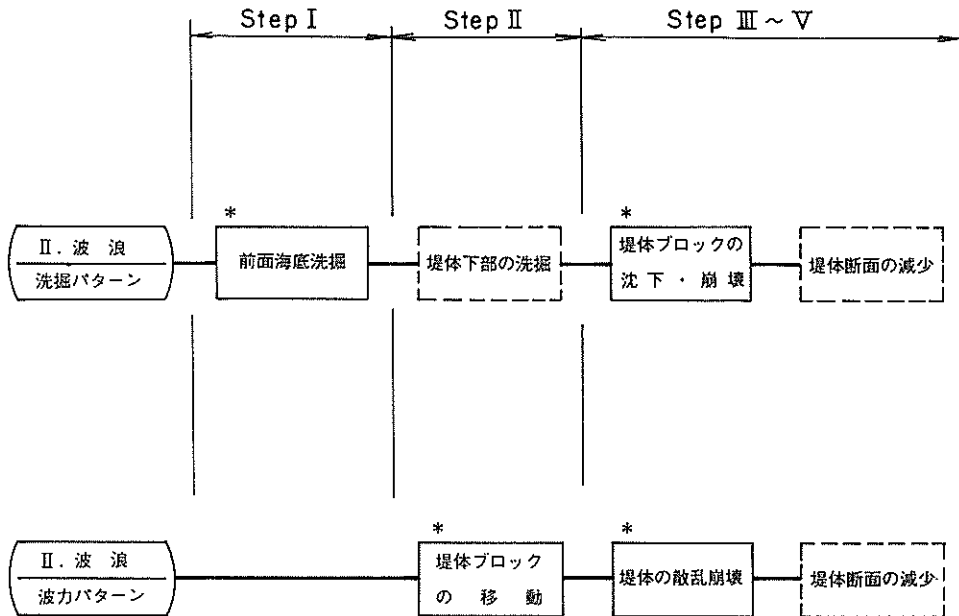 Step Ⅰ
Step Ⅱ
Step Ⅲ~Ⅴ
*
*
Ⅱ. 波 浪
洗掘パターン
前面海底洗掘
堤体下部の洗掘
堤体ブロックの
沈下・崩壊
堤体断面の減少
*
*
Ⅱ. 波 浪
波力パターン
堤体ブロック
の移動
堤体の散乱崩壊
堤体断面の減少